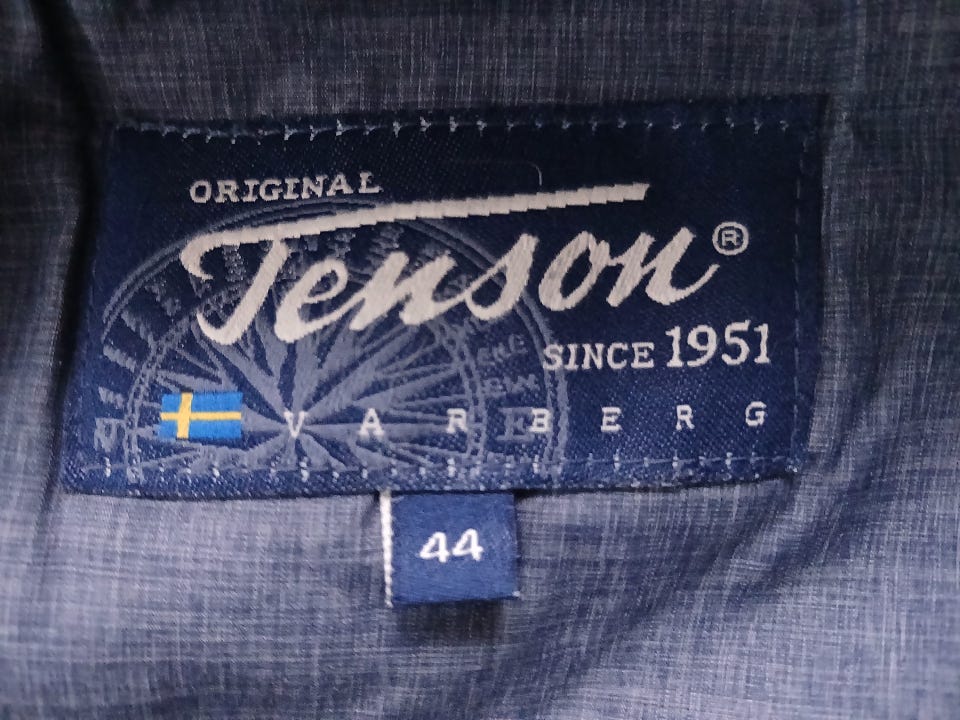 ORIGINAL
Tenson®
SINCE 1951
VARBERG
44